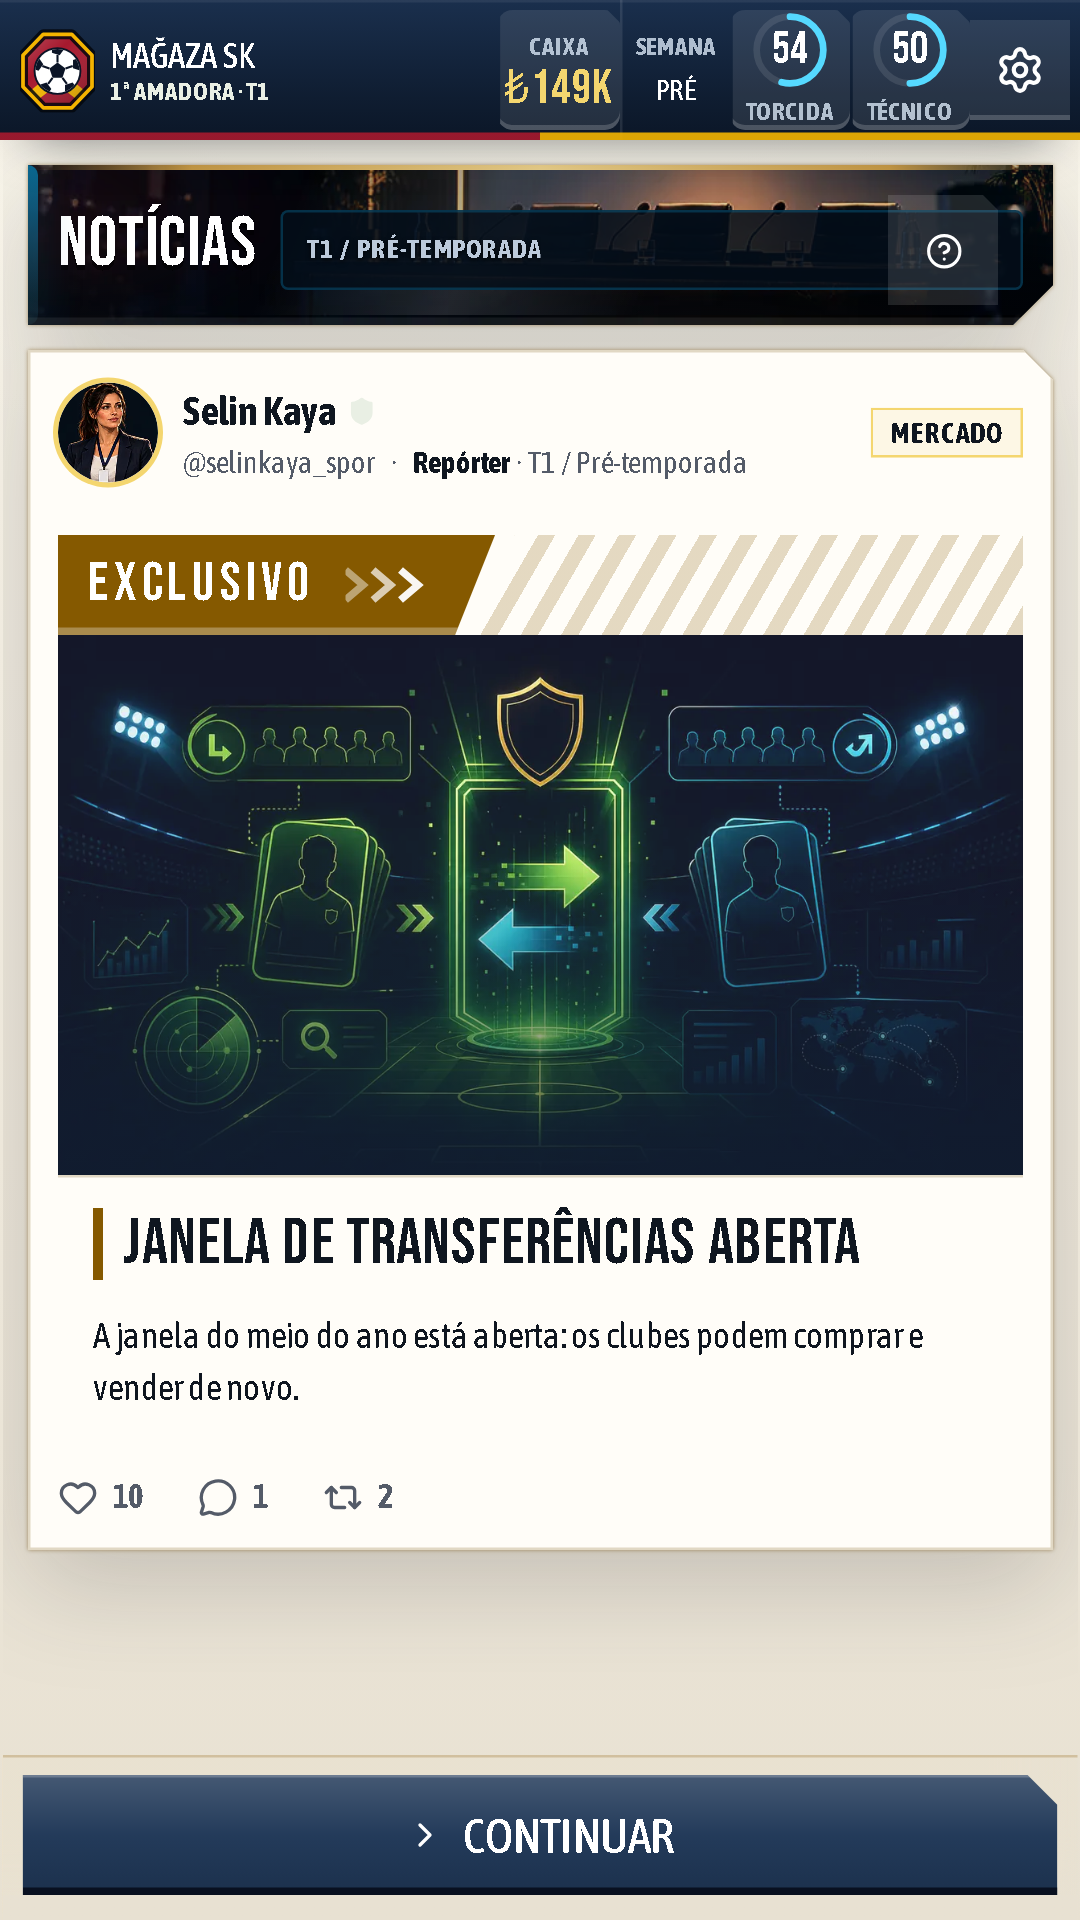 MAĞAZA SK
1ª AMADORA · T1
CAIXA
₺149K
SEMANA
PRÉ
54
TORCIDA
50
TÉCNICO
NOTÍCIAS
T1 / PRÉ-TEMPORADA
Selin Kaya
@selinkaya_spor · Repórter · T1 / Pré-temporada
MERCADO
EXCLUSIVO
JANELA DE TRANSFERÊNCIAS ABERTA
A janela do meio do ano está aberta: os clubes podem comprar e
vender de novo.
10
1
2
CONTINUAR